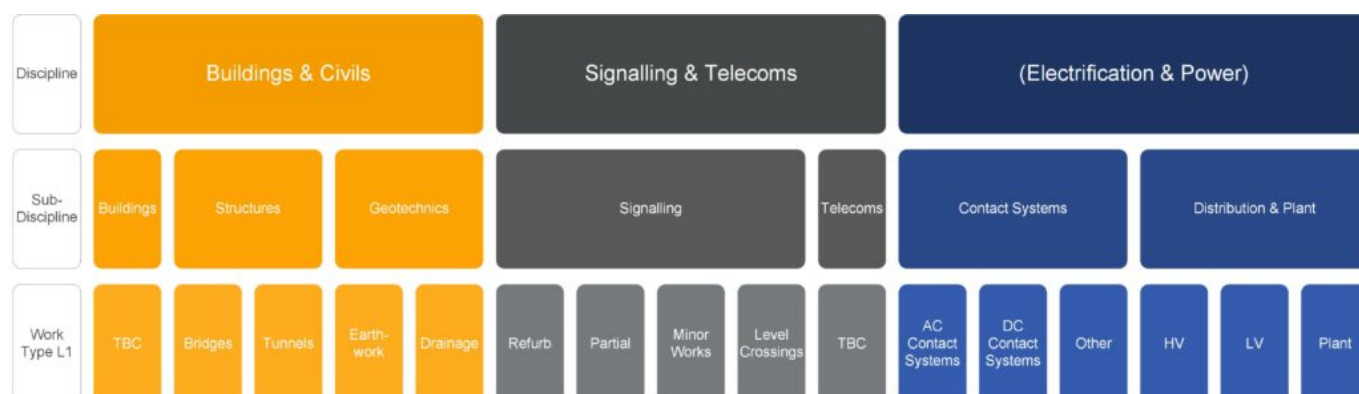 Discipline
Buildings & Civils
Signalling & Telecoms
(Electrification & Power)
Sub-
Discipline
Buildings
Structures
Geotechnics
Signalling
Telecoms
Contact Systems
Distribution & Plant
Work
Type L1
TBC
Bridges
Tunnels
Earth-
work
Drainage
Refurb
Partial
Minor
Works
Level
Crossings
TBC
AC
Contact
Systems
DC
Contact
Systems
Other
HV
LV
Plant